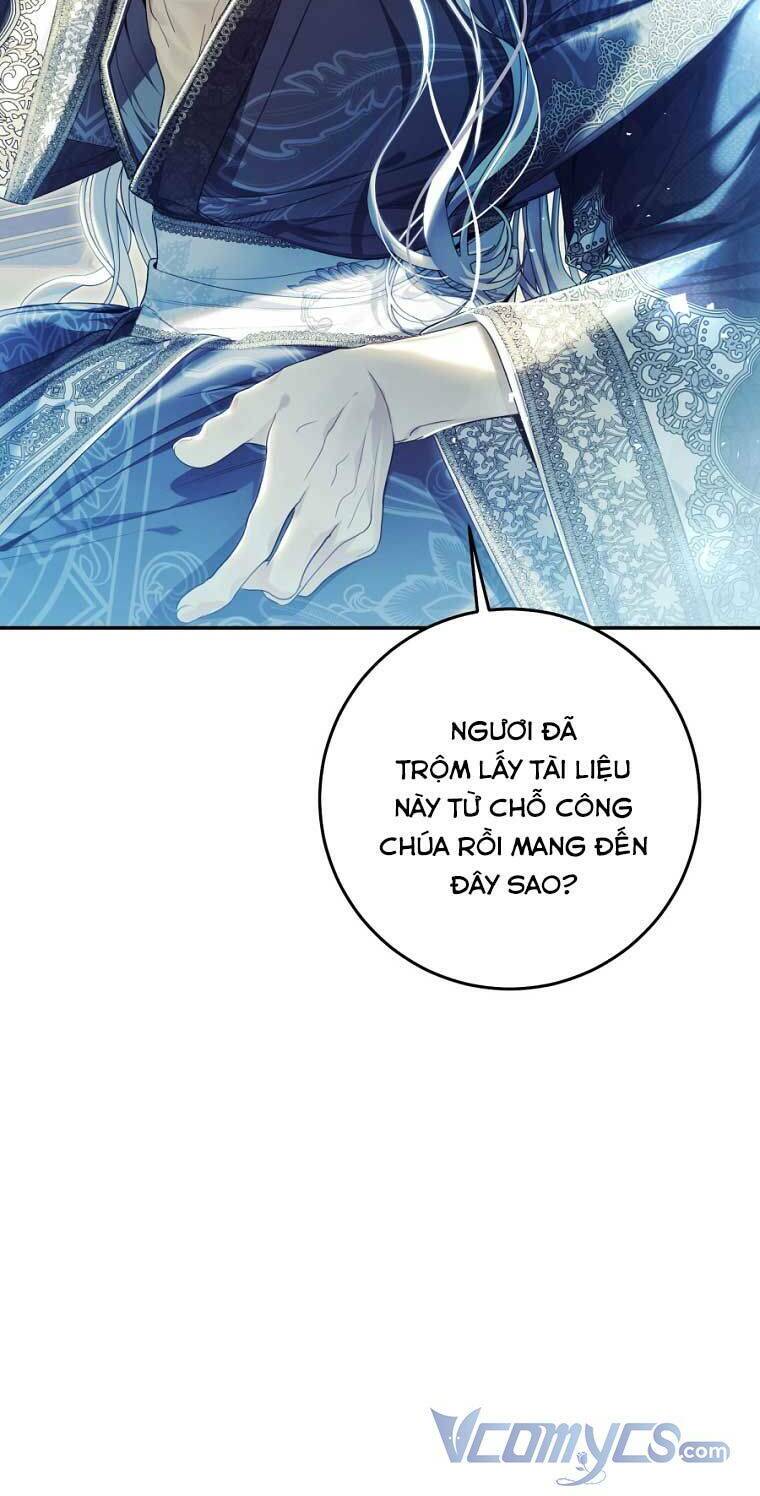 NGƯƠI ĐÃ
TRỘM LẤY TÀI LIỆU
NÀY TỪ CHỖ CÔNG
CHÚA RỒI MANG ĐẾN
ĐÂY SAO?
VCOMYCS.com